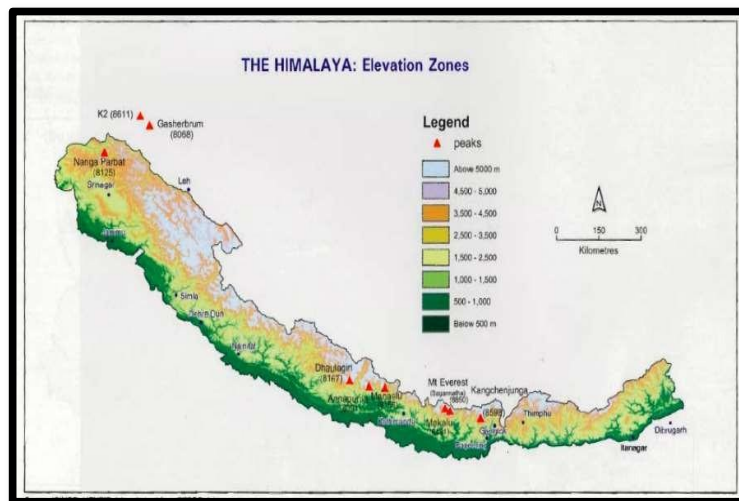 THE HIMALAYA: Elevation Zones
K2 (8611)
Gasherbrum
(8068)
Nanga Parbat
(8125)
Srinagar
Leh
Jammu
Simla
Dehra Dun
Nainital
Dhaulagiri
(8167)
Annapurna
Manaslu
Kathmandu
Mt Everest
(Sagarmatha)
Makalu
Kangchenjunga
(8598)
Gangtok
Thimphu
Itanagar
Dibrugarh
Legend
peaks
Above 5000 m
4,500 - 5,000
3,500 - 4,500
2,500 - 3,500
1,500 - 2,500
1,000 - 1,500
500 - 1,000
Below 500 m
N
0 150 300
Kilometres